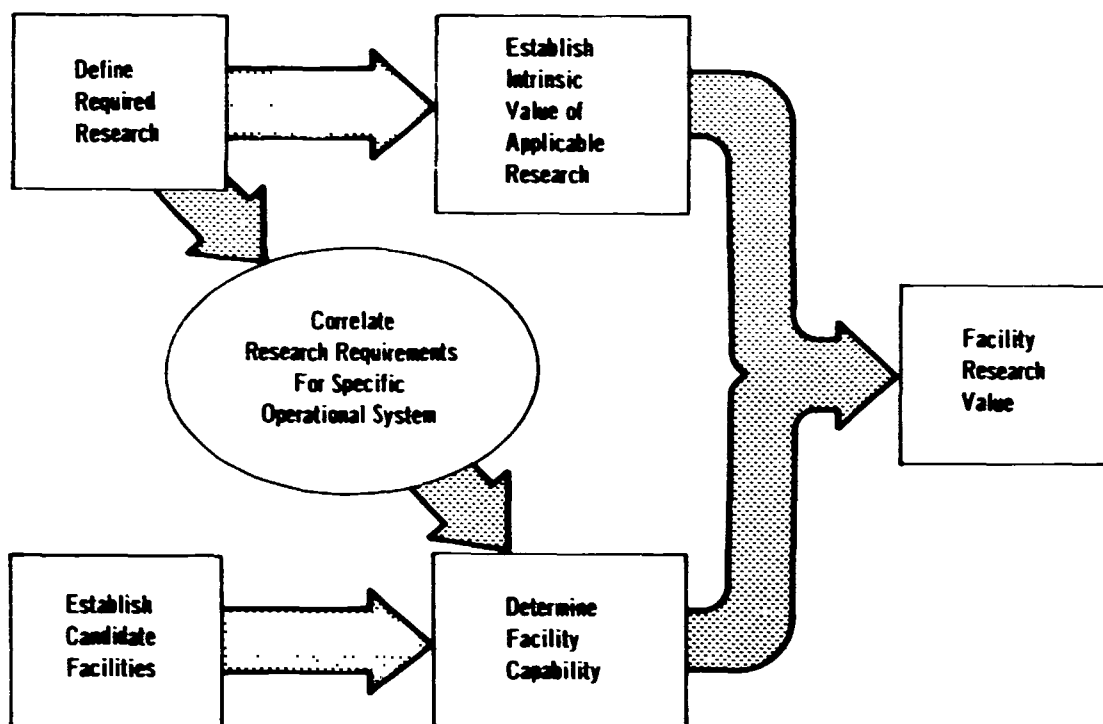 Define
Required
Research
Establish
Intrinsic
Value of
Applicable
Research
Correlate
Research Requirements
For Specific
Operational System
Facility
Research
Value
Establish
Candidate
Facilities
Determine
Facility
Capability